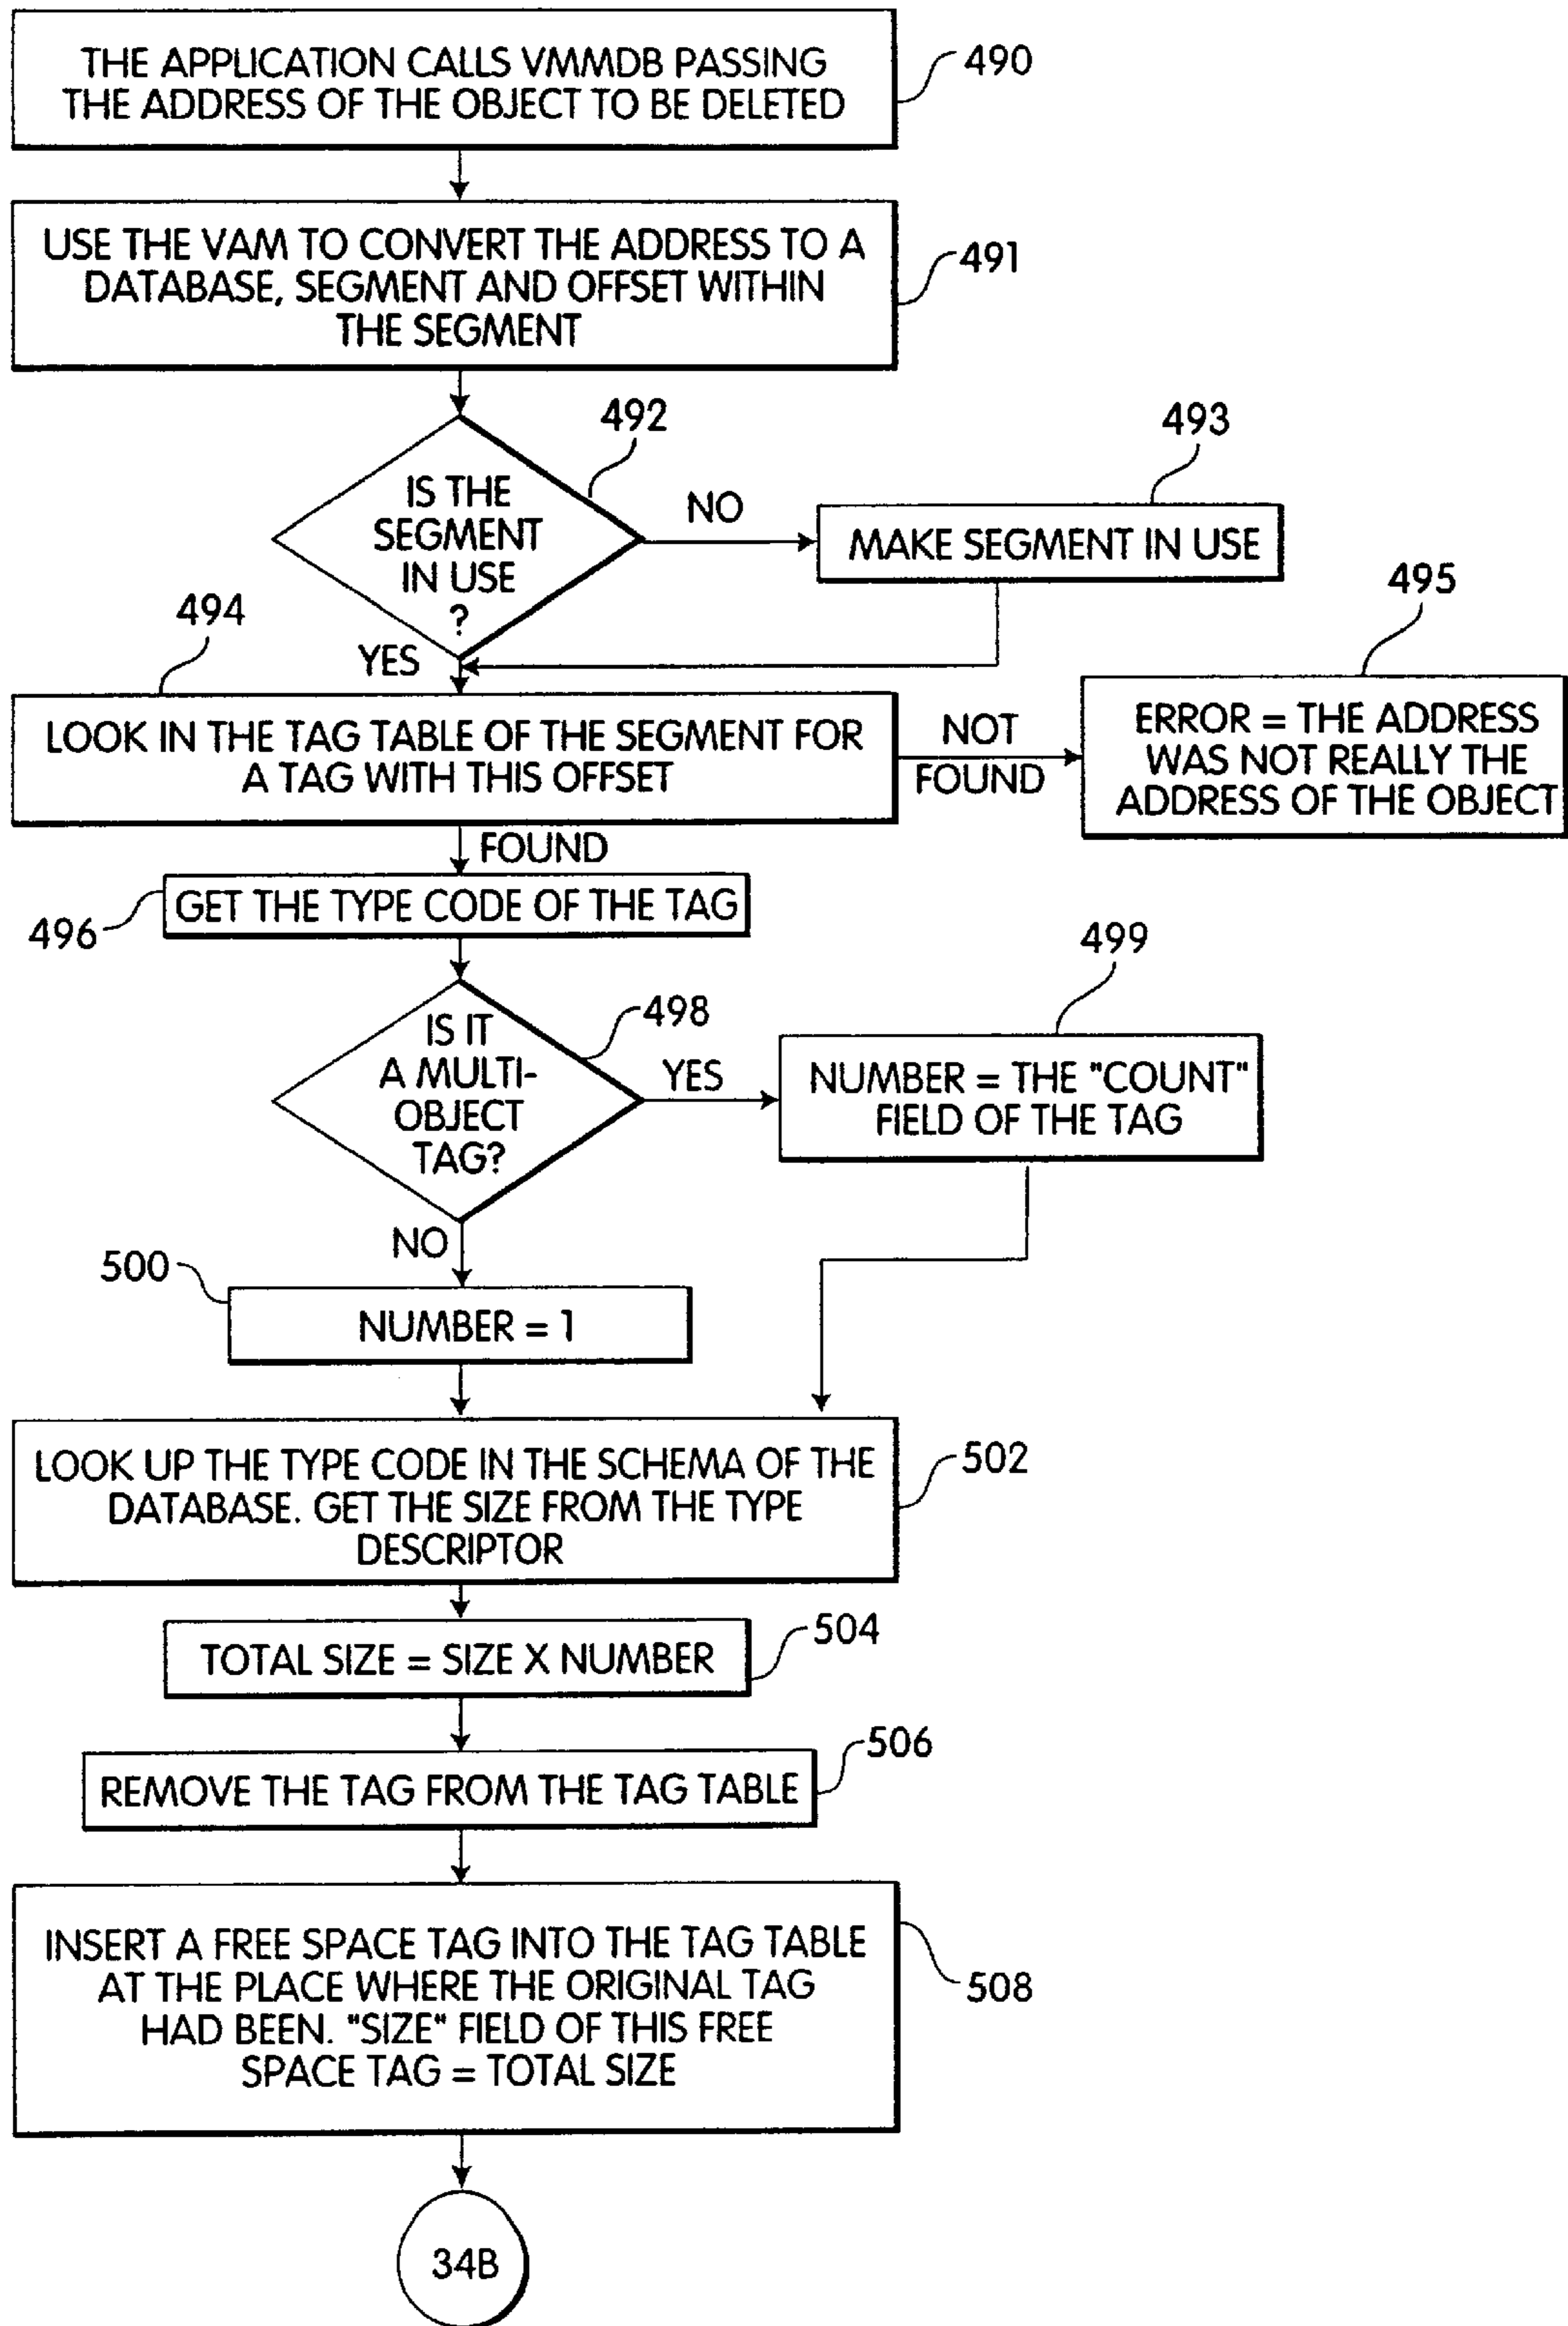 THE APPLICATION CALLS VMMDB PASSING
THE ADDRESS OF THE OBJECT TO BE DELETED
490
USE THE VAM TO CONVERT THE ADDRESS TO A
DATABASE, SEGMENT AND OFFSET WITHIN
THE SEGMENT
491
492
IS THE
SEGMENT
IN USE
?
NO
493
MAKE SEGMENT IN USE
YES
494
LOOK IN THE TAG TABLE OF THE SEGMENT FOR
A TAG WITH THIS OFFSET
NOT
FOUND
495
ERROR = THE ADDRESS
WAS NOT REALLY THE
ADDRESS OF THE OBJECT
FOUND
496
GET THE TYPE CODE OF THE TAG
498
IS IT
A MULTI-
OBJECT
TAG?
YES
499
NUMBER = THE "COUNT"
FIELD OF THE TAG
NO
500
NUMBER = 1
LOOK UP THE TYPE CODE IN THE SCHEMA OF THE
DATABASE. GET THE SIZE FROM THE TYPE
DESCRIPTOR
502
TOTAL SIZE = SIZE X NUMBER
504
REMOVE THE TAG FROM THE TAG TABLE
506
INSERT A FREE SPACE TAG INTO THE TAG TABLE
AT THE PLACE WHERE THE ORIGINAL TAG
HAD BEEN. "SIZE" FIELD OF THIS FREE
SPACE TAG = TOTAL SIZE
508
34B